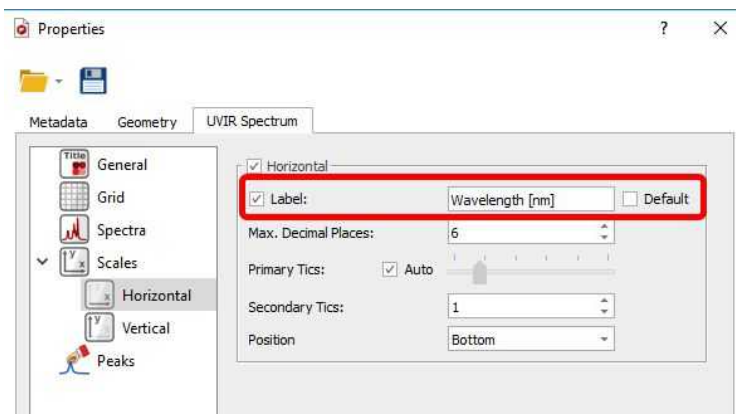 Properties ?
Metadata Geometry UVIR Spectrum
Title
General
Grid
Spectra
y x
Scales
x
Horizontal
y
Vertical
Peaks
Horizontal
Label: Wavelength [nm] Default
Max. Decimal Places: 6
Primary Tics: Auto
Secondary Tics: 1
Position Bottom